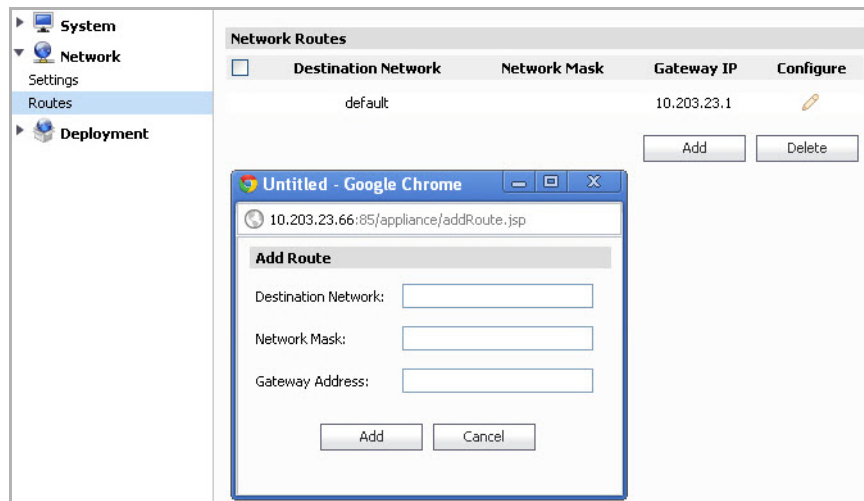 System
Network
Settings
Routes
Deployment
Network Routes
Destination Network Network Mask Gateway IP Configure
default 10.203.23.1
Add Delete
Untitled - Google Chrome
10.203.23.66:85/appliance/addRoute.jsp
Add Route
Destination Network:
Network Mask:
Gateway Address:
Add Cancel